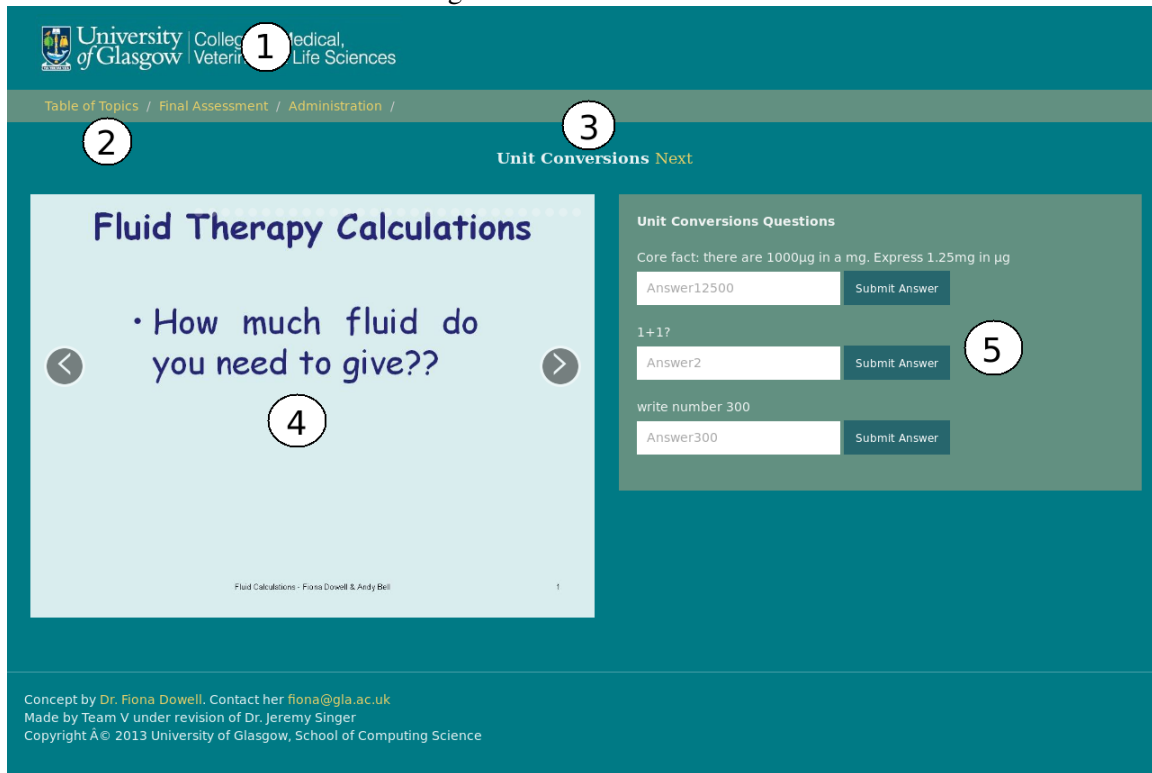 University
of Glasgow
Medical,
Life Sciences
1
Table of Topics / Final Assessment / Administration /
2
3
Unit Conversions Next
Fluid Therapy Calculations
• How much fluid do
you need to give??
4
Fluid Calculations - Fiona Dowell & Andy Bell 1
Unit Conversions Questions
Core fact: there are 1000µg in a mg. Express 1.25mg in µg
Answer12500 Submit Answer
1+1?
Answer2 Submit Answer
5
write number 300
Answer300 Submit Answer
Concept by Dr. Fiona Dowell. Contact her fiona@gla.ac.uk
Made by Team V under revision of Dr. Jeremy Singer
Copyright Â© 2013 University of Glasgow, School of Computing Science